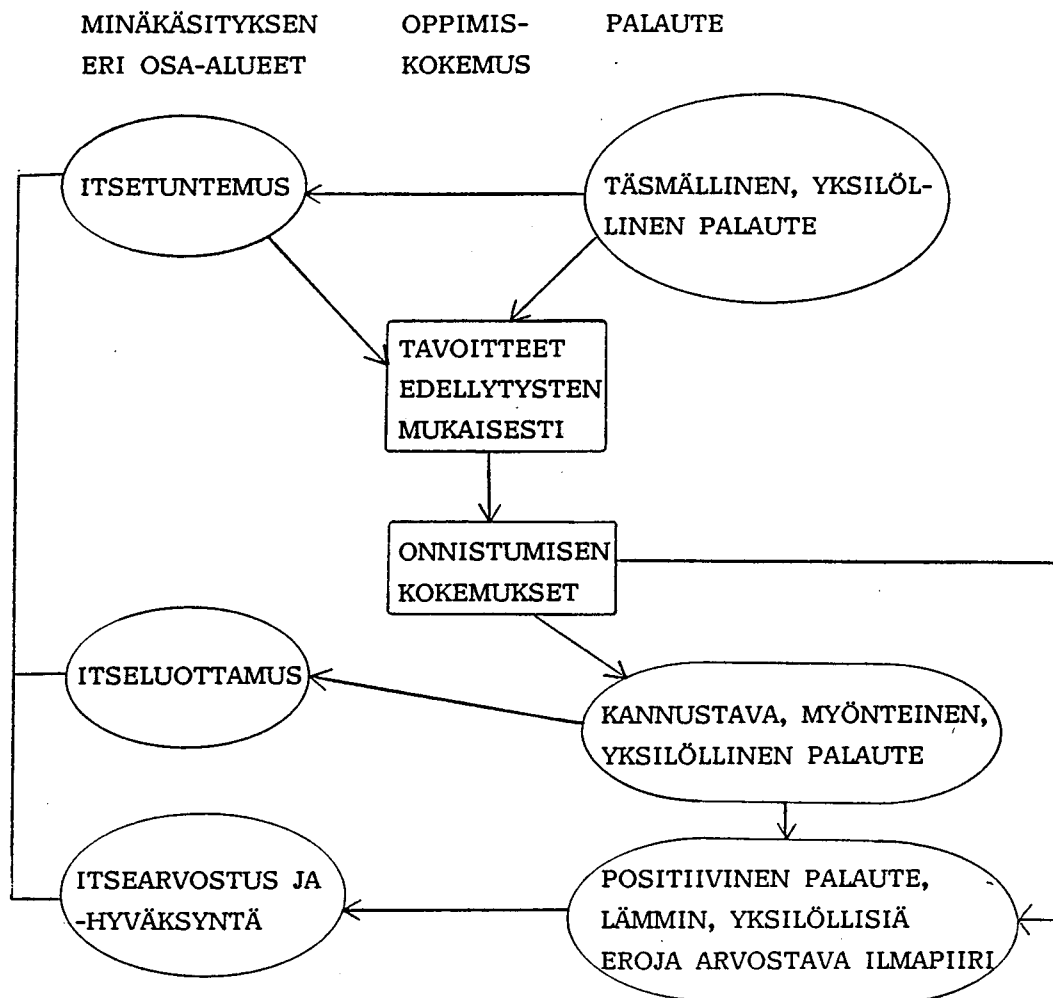 MINÄKÄSITYKSEN
ERI OSA-ALUEET
OPPIMIS-
KOKEMUS
PALAUTE
ITSETUNTEMUS
TÄSMÄLLINEN, YKSILÖL-
LINEN PALAUTE
TAVOITTEET
EDELLYTYSTEN
MUKAISESTI
ONNISTUMISEN
KOKEMUKSET
ITSELUOTTAMUS
KANNUSTAVA, MYÖNTEINEN,
YKSILÖLLINEN PALAUTE
ITSEARVOSTUS JA
-HYVÄKSYNTÄ
POSITIIVINEN PALAUTE,
LÄMMIN, YKSILÖLLISIÄ
EROJA ARVOSTAVA ILMAPIIRI